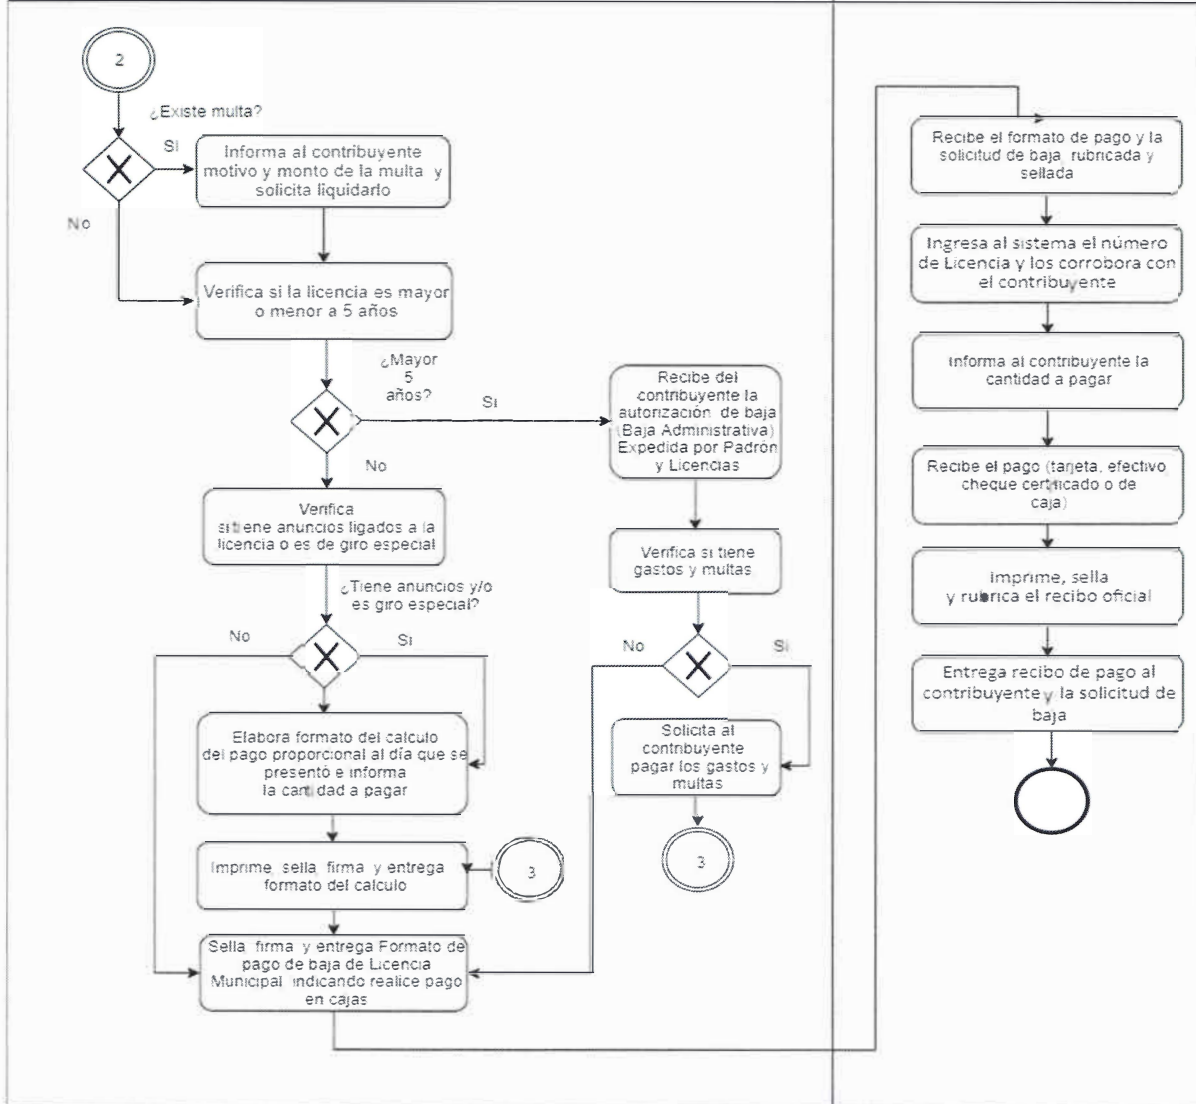 2
¿Existe multa?
Si
Informa al contribuyente
motivo y monto de la multa y
solicita liquidarlo
No
Verifica si la licencia es mayor
o menor a 5 años
¿Mayor
5
años?
Si
No
Recibe del
contribuyente la
autorización de baja
(Baja Administrativa)
Expedida por Padrón
y Licencias
Verifica
si tiene anuncios ligados a la
licencia o es de giro especial
Verifica si tiene
gastos y multas
¿Tiene anuncios y/o
es giro especial?
No
Si
No
Si
Elabora formato del calculo
del pago proporcional al día que se
presentó e informa
la cantidad a pagar
Solicita al
contribuyente
pagar los gastos y
multas
Imprime, sella, firma y entrega
formato del calculo
3
3
Sella, firma y entrega Formato de
pago de baja de Licencia
Municipal indicando realice pago
en cajas
Recibe el formato de pago y la
solicitud de baja, rubricada y
sellada
Ingresa al sistema el número
de Licencia y los corrobora con
el contribuyente
Informa al contribuyente la
cantidad a pagar
Recibe el pago (tarjeta, efectivo
cheque certificado o de
caja)
Imprime, sella
y rubrica el recibo oficial
Entrega recibo de pago al
contribuyente y la solicitud de
baja